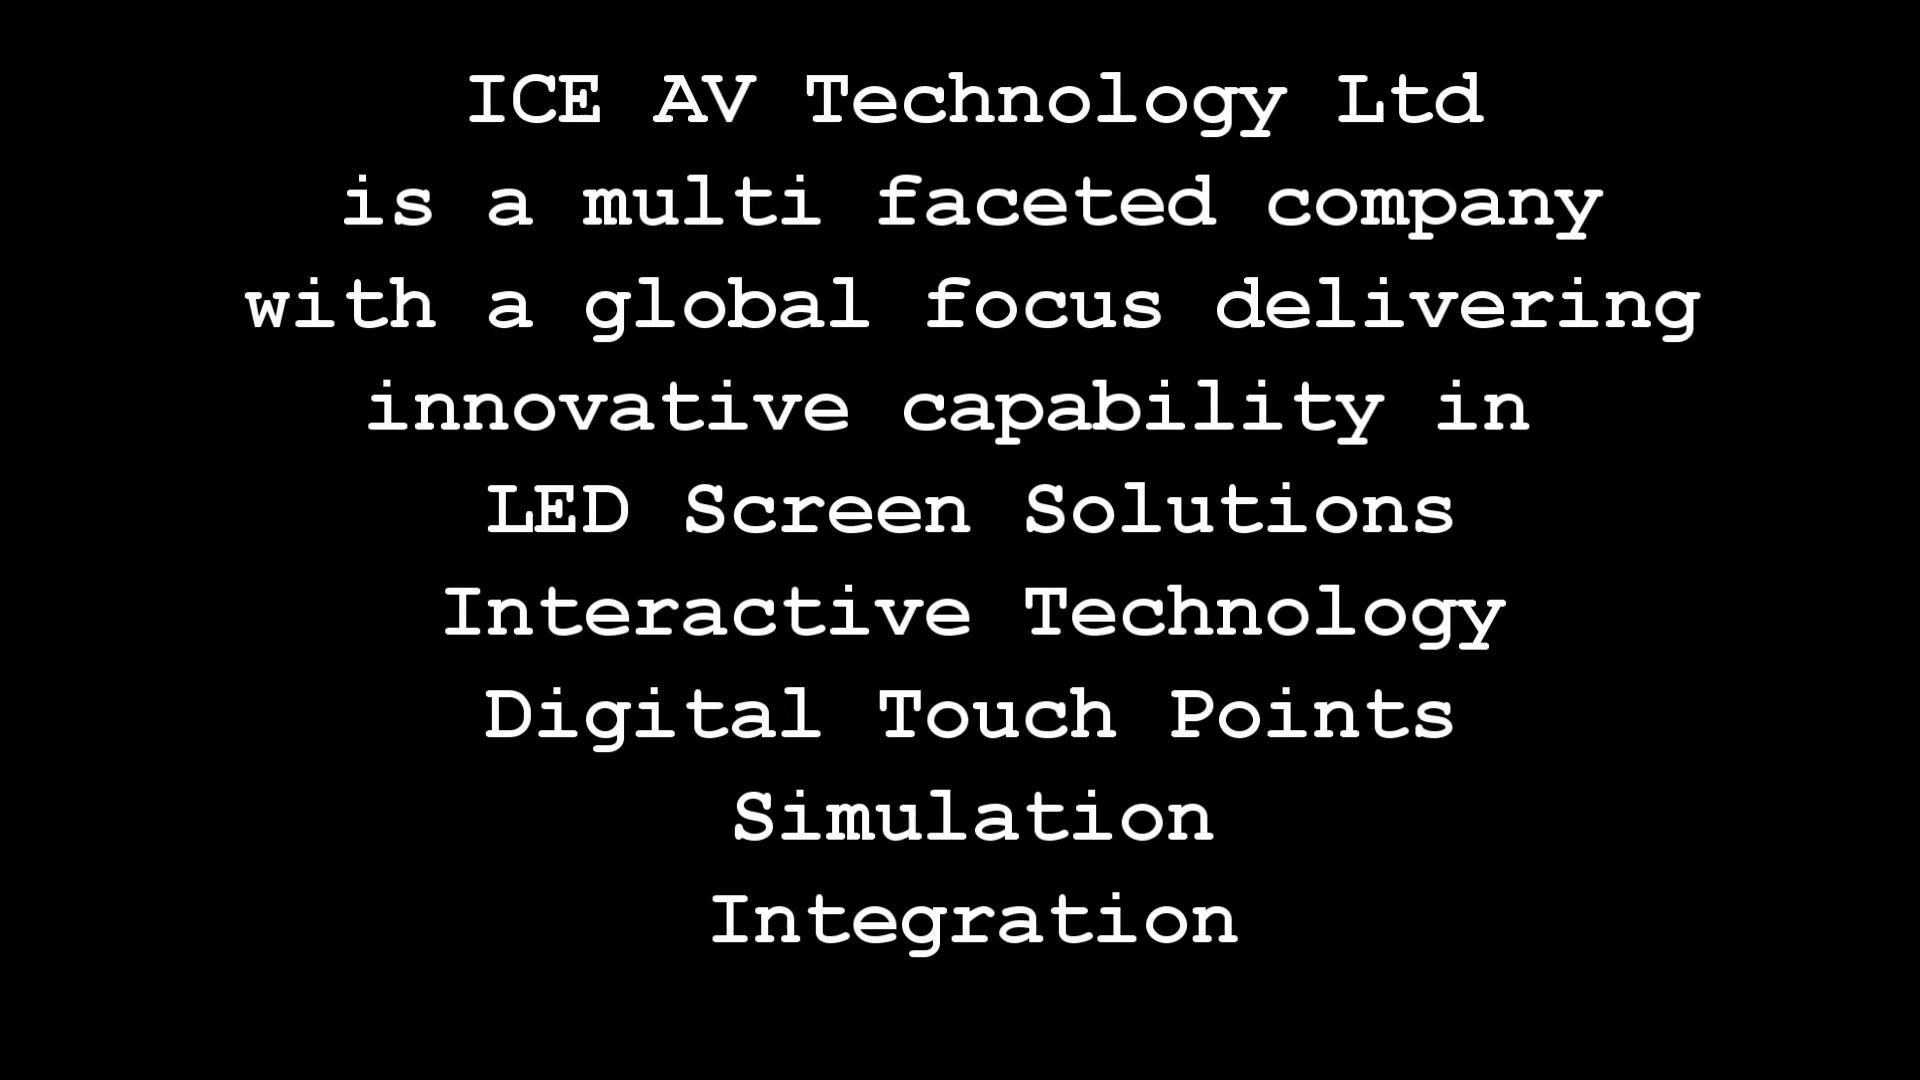 ICE AV Technology Ltd
is a multi faceted company
with a global focus delivering
innovative capability in
LED Screen Solutions
Interactive Technology
Digital Touch Points
Simulation
Integration